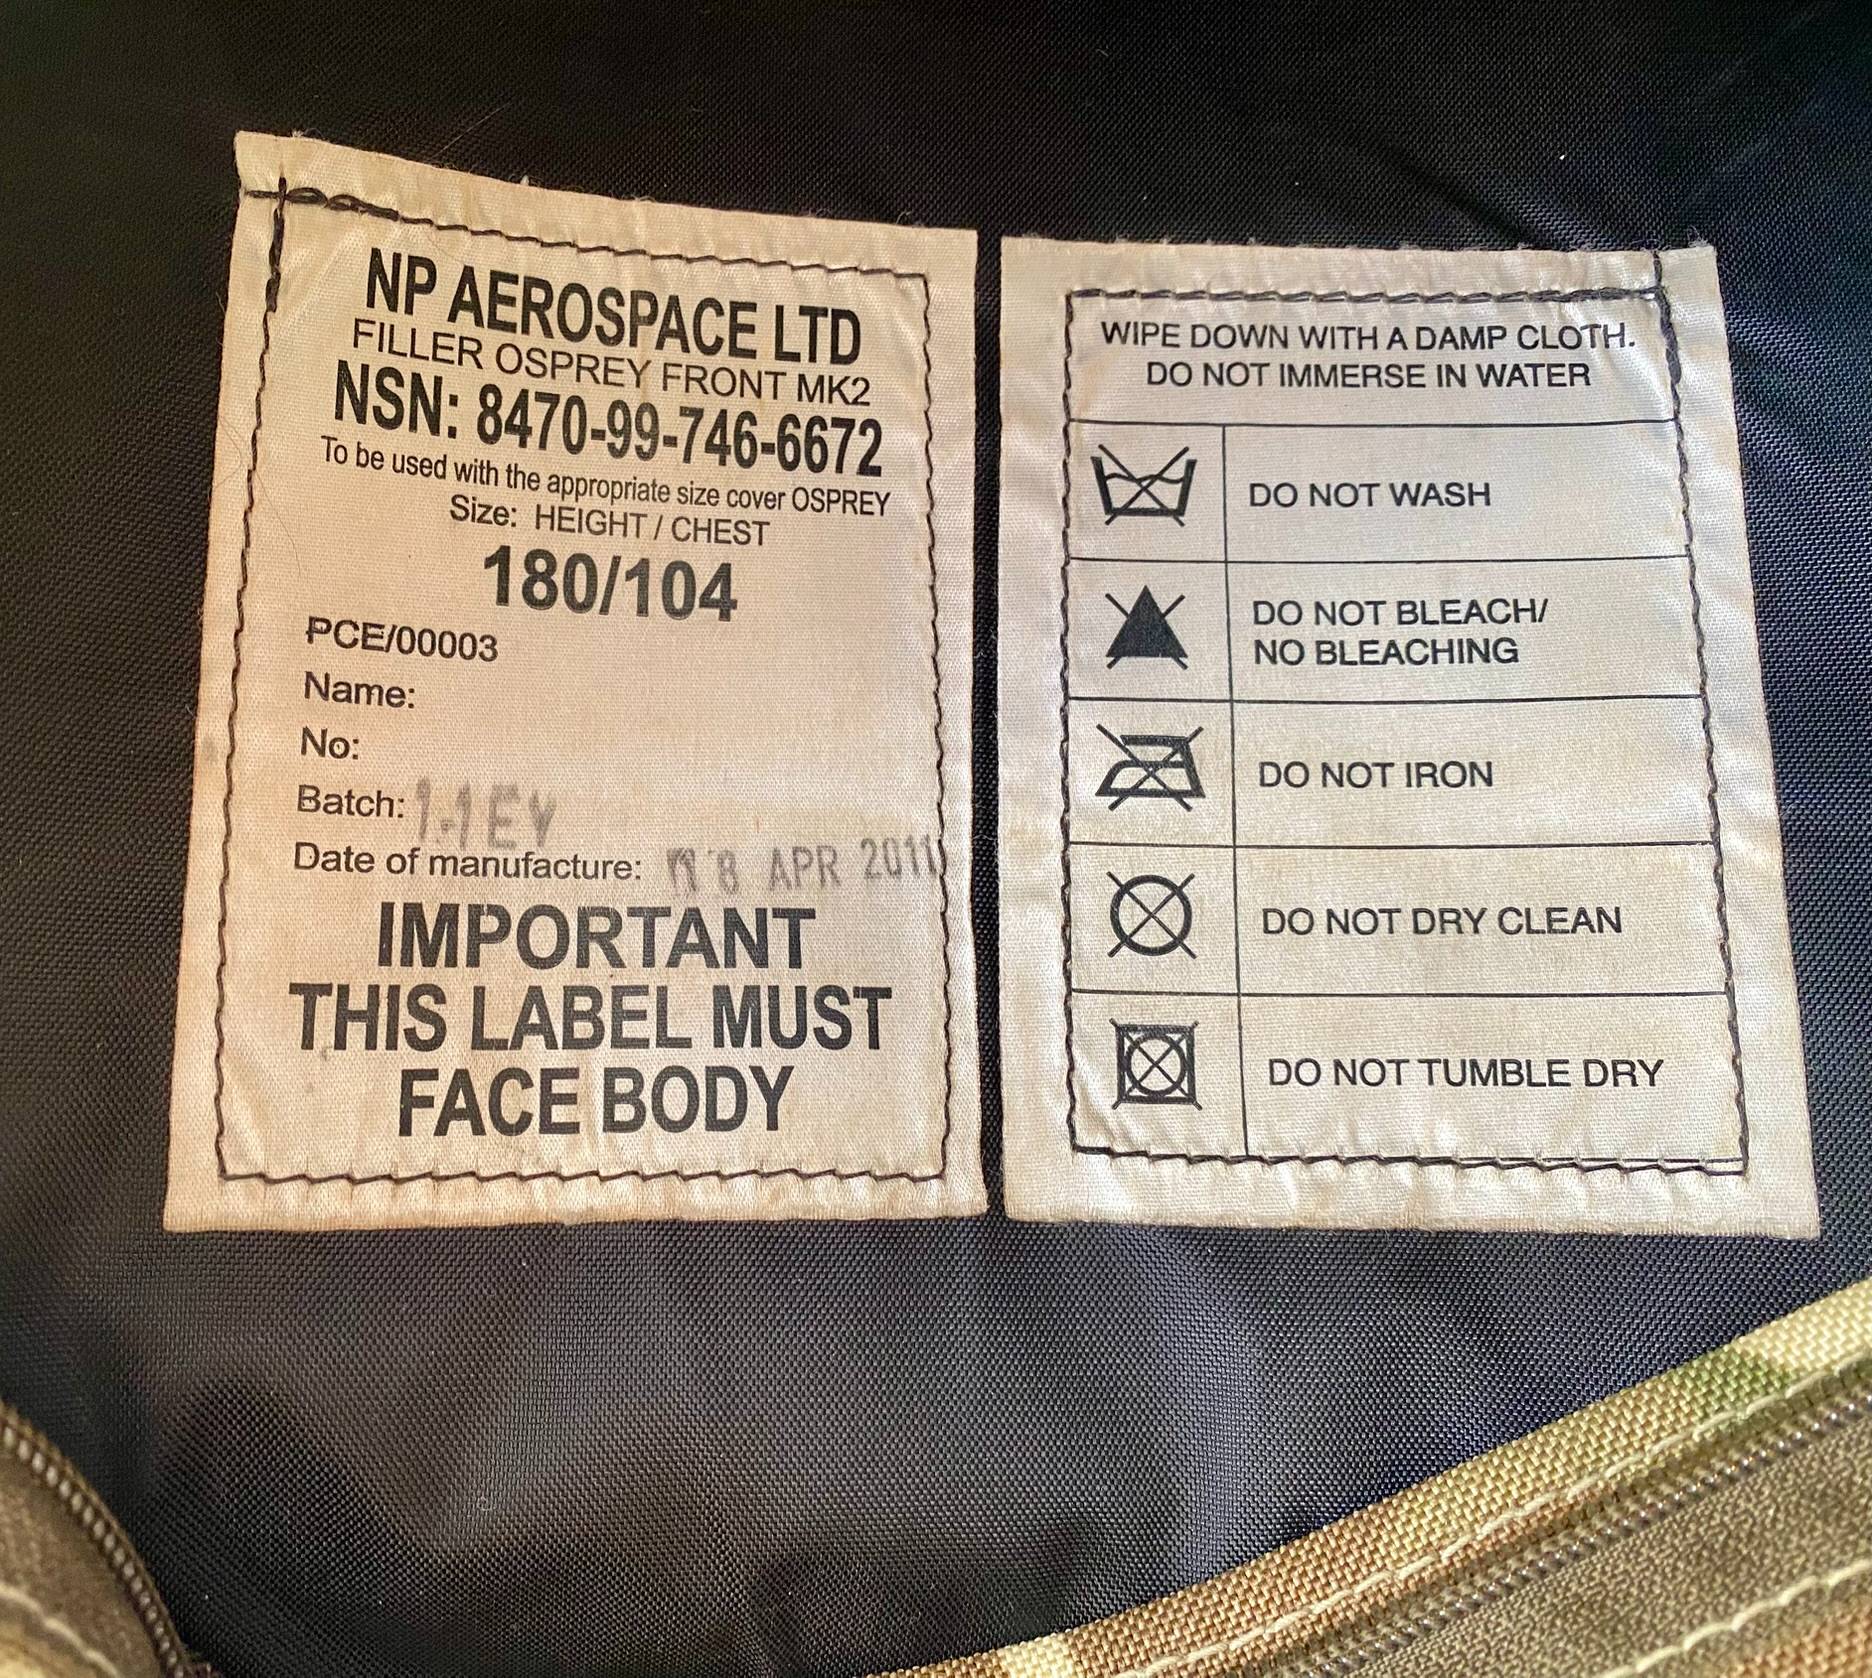 NP AEROSPACE LTD
FILLER OSPREY FRONT MK2
NSN: 8470-99-746-6672
To be used with the appropriate size cover OSPREY
Size: HEIGHT / CHEST
180/104
PCE/00003
Name:
No:
Batch:
Date of manufacture: APR 2011
IMPORTANT
THIS LABEL MUST
FACE BODY
WIPE DOWN WITH A DAMP CLOTH.
DO NOT IMMERSE IN WATER
DO NOT WASH
DO NOT BLEACH/
NO BLEACHING
DO NOT IRON
DO NOT DRY CLEAN
DO NOT TUMBLE DRY